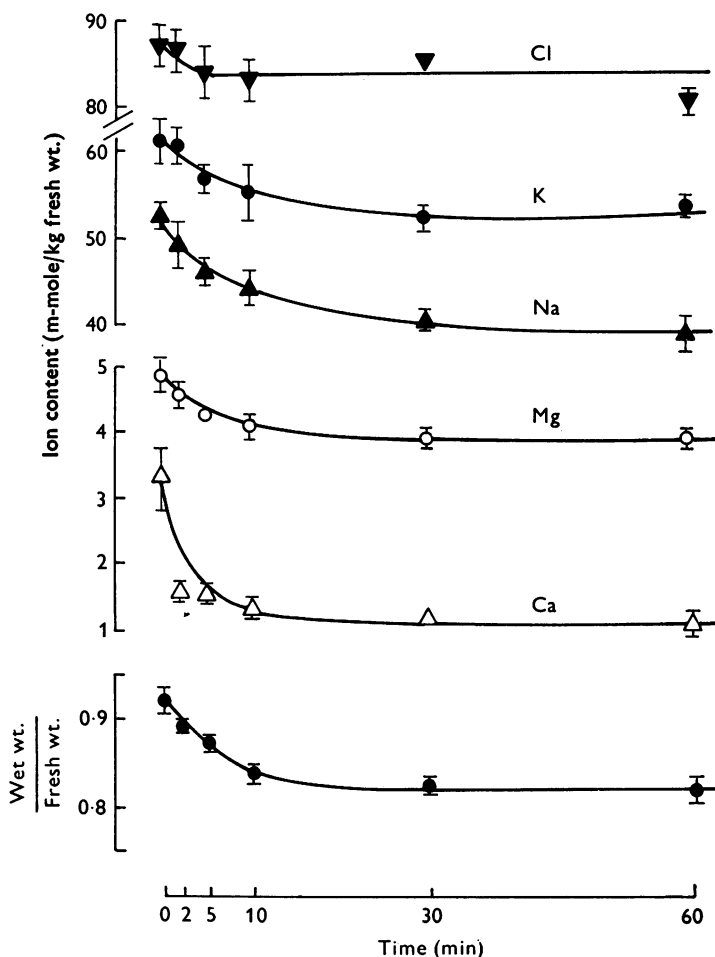 90
Cl
80
60
K
50
Na
40
Ion content (m-mole/kg fresh wt.)
5
Mg
4
3
2
Ca
1
0·9
Wet wt.
Fresh wt.
0·8
0 2 5 10 30 60
Time (min)